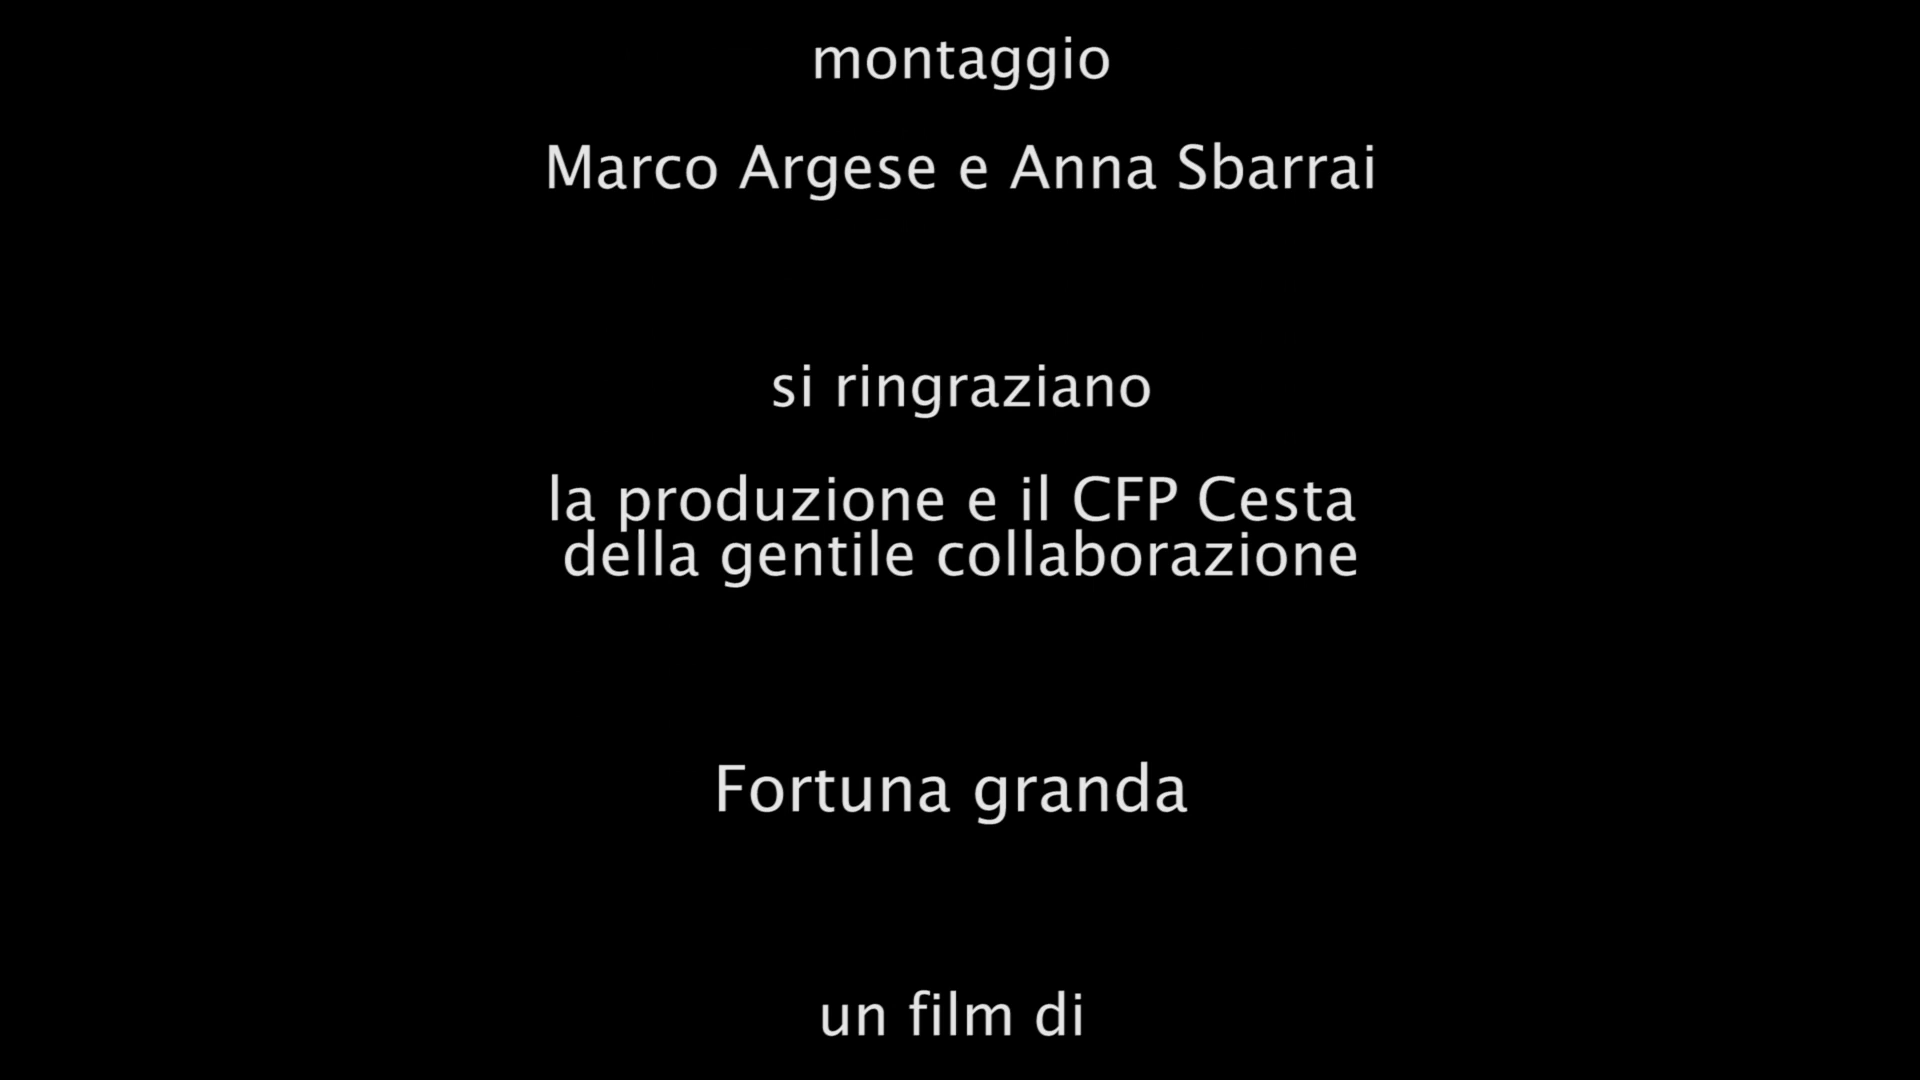 montaggio
Marco Argese e Anna Sbarrai
si ringraziano
la produzione e il CFP Cesta
della gentile collaborazione
Fortuna granda
un film di